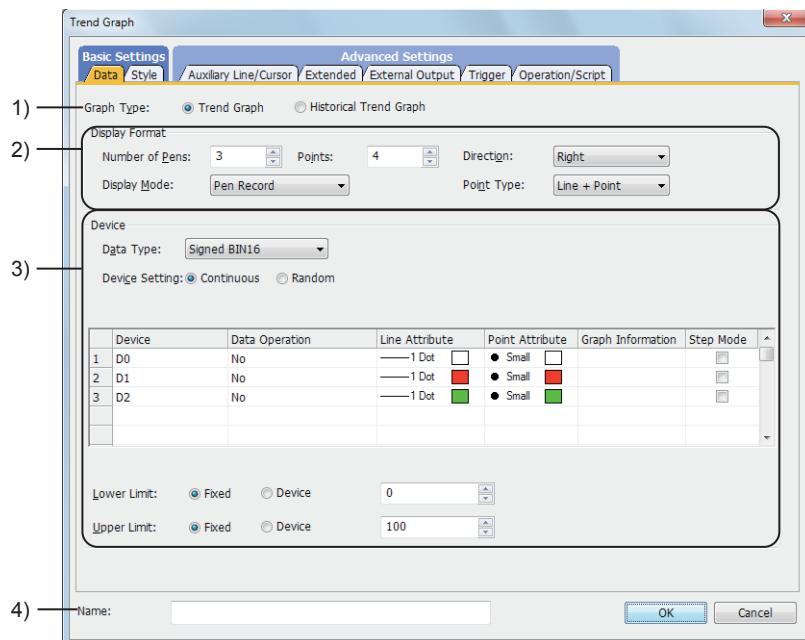 Trend Graph
Basic Settings
Advanced Settings
Data
Style
Auxiliary Line/Cursor
Extended
External Output
Trigger
Operation/Script
1)
Graph Type:
Trend Graph
Historical Trend Graph
2)
Display Format
Number of Pens:
3
Points:
4
Direction:
Right
Display Mode:
Pen Record
Point Type:
Line + Point
3)
Device
Data Type:
Signed BIN16
Device Setting:
Continuous
Random
Device
Data Operation
Line Attribute
Point Attribute
Graph Information
Step Mode
1 D0 No 1 Dot Small
2 D1 No 1 Dot Small
3 D2 No 1 Dot Small
Lower Limit:
Fixed
Device
0
Upper Limit:
Fixed
Device
100
4)
Name:
OK
Cancel